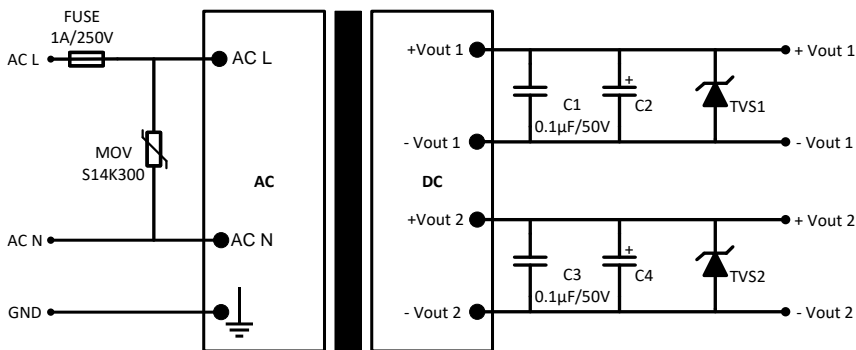 FUSE
1A/250V
AC L
AC L
MOV
S14K300
AC
AC N
AC N
GND
DC
+Vout 1
C1
0.1µF/50V
+
C2
TVS1
+ Vout 1
- Vout 1
- Vout 1
+Vout 2
C3
0.1µF/50V
+
C4
TVS2
+ Vout 2
- Vout 2
- Vout 2